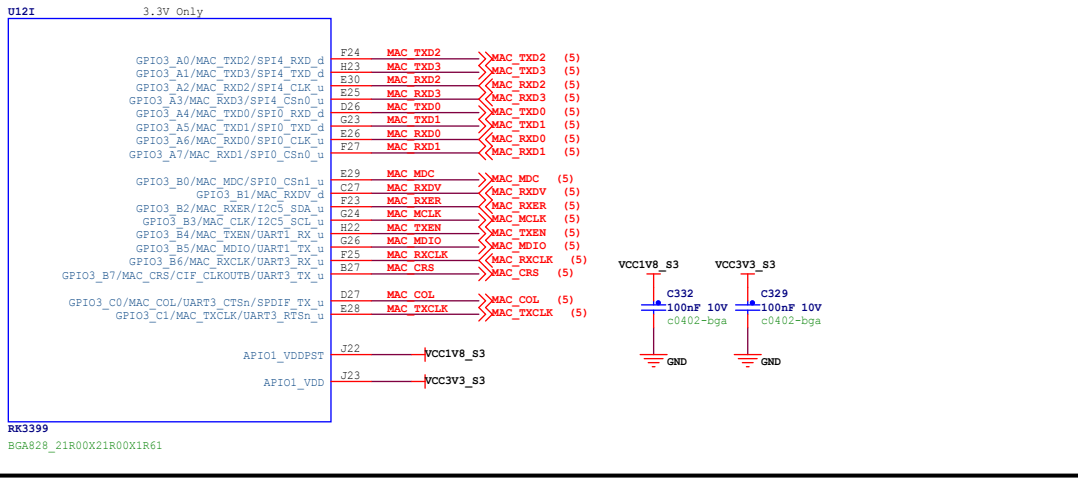 U12I 3.3V Only
GPIO3_A0/MAC_TXD2/SPI4_RXD_d F24 MAC_TXD2 MAC_TXD2 (5)
GPIO3_A1/MAC_TXD3/SPI4_TXD_d H23 MAC_TXD3 MAC_TXD3 (5)
GPIO3_A2/MAC_RXD2/SPI4_CLK_u E30 MAC_RXD2 MAC_RXD2 (5)
GPIO3_A3/MAC_RXD3/SPI4_CSn0_u E25 MAC_RXD3 MAC_RXD3 (5)
GPIO3_A4/MAC_TXD0/SPI0_RXD_d D26 MAC_TXD0 MAC_TXD0 (5)
GPIO3_A5/MAC_TXD1/SPI0_TXD_d G23 MAC_TXD1 MAC_TXD1 (5)
GPIO3_A6/MAC_RXD0/SPI0_CLK_u E26 MAC_RXD0 MAC_RXD0 (5)
GPIO3_A7/MAC_RXD1/SPI0_CSn0_u F27 MAC_RXD1 MAC_RXD1 (5)
GPIO3_B0/MAC_MDC/SPI0_CSn1_u E29 MAC_MDC MAC_MDC (5)
GPIO3_B1/MAC_RXDV_d C27 MAC_RXDV MAC_RXDV (5)
GPIO3_B2/MAC_RXER/I2C5_SDA_u F23 MAC_RXER MAC_RXER (5)
GPIO3_B3/MAC_CLK/I2C5_SCL_u G24 MAC_MCLK MAC_MCLK (5)
GPIO3_B4/MAC_TXEN/UART1_RX_u H22 MAC_TXEN MAC_TXEN (5)
GPIO3_B5/MAC_MDIO/UART1_TX_u G26 MAC_MDIO MAC_MDIO (5)
GPIO3_B6/MAC_RXCLK/UART3_RX_u F25 MAC_RXCLK MAC_RXCLK (5)
GPIO3_B7/MAC_CRS/CIF_CLKOUTB/UART3_TX_u B27 MAC_CRS MAC_CRS (5)
GPIO3_C0/MAC_COL/UART3_CTSn/SPDIF_TX_u D27 MAC_COL MAC_COL (5)
GPIO3_C1/MAC_TXCLK/UART3_RTSn_u E28 MAC_TXCLK MAC_TXCLK (5)
APIO1_VDDPST J22 VCC1V8_S3
APIO1_VDD J23 VCC3V3_S3
RK3399
BGA828_21R00X21R00X1R61
VCC1V8_S3 VCC3V3_S3
C332 C329
100nF 10V 100nF 10V
c0402-bga c0402-bga
GND GND